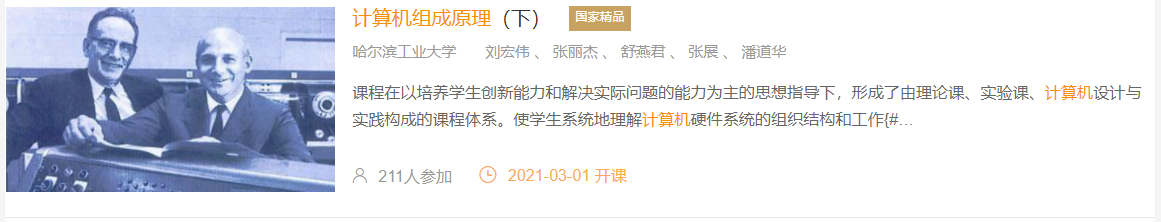 计算机组成原理（下） 国家精品
哈尔滨工业大学 刘宏伟 、 张丽杰 、 舒燕君 、 张展 、 潘道华
课程在以培养学生创新能力和解决实际问题的能力为主的思想指导下，形成了由理论课、实验课、计算机设计与
实践构成的课程体系。使学生系统地理解计算机硬件系统的组织结构和工作{#...
211人参加 2021-03-01 开课